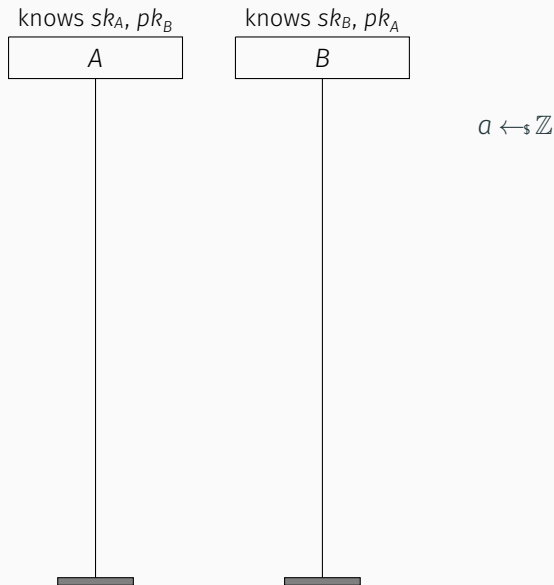 knows sk_A, pk_B
knows sk_B, pk_A
A
B
a ←$ ℤ